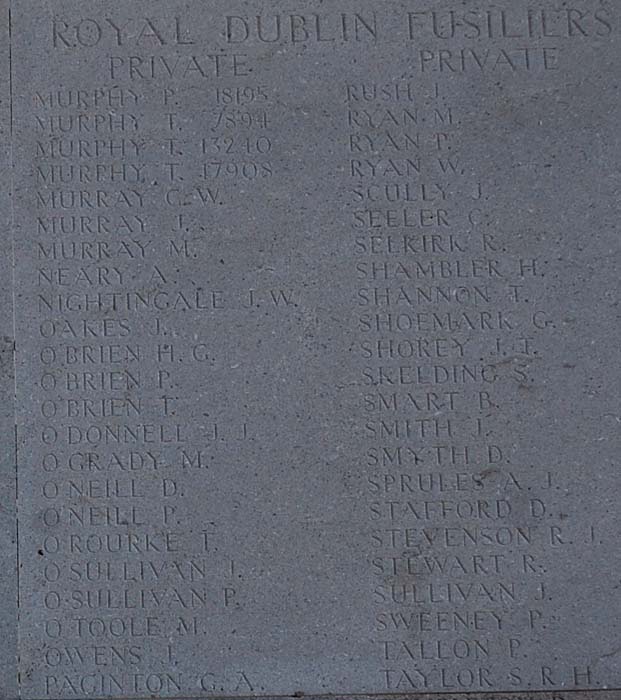 ROYAL DUBLIN FUSILIERS
PRIVATE
MURPHY P. 18195
MURPHY T. 7894
MURPHY T. 13240
MURPHY T. 17908
MURRAY C. W.
MURRAY J.
MURRAY M.
NEARY A.
NIGHTINGALE J. W.
OAKES J.
O'BRIEN H. G.
O'BRIEN P.
O'BRIEN T.
O'DONNELL J. J.
O'GRADY M.
O'NEILL D.
O'NEILL P.
O'ROURKE T.
O'SULLIVAN J.
O'SULLIVAN P.
O'TOOLE M.
OWENS J.
PAGINTON G. A.
PRIVATE
RUSH J.
RYAN M.
RYAN P.
RYAN W.
SCULLY J.
SEELER C.
SELKIRK R.
SHAMBLER H.
SHANNON T.
SHOEMARK G.
SHOREY J. T.
SKELDING S.
SMART B.
SMITH J.
SMYTH D.
SPRULES A. J.
STAFFORD D.
STEVENSON R. J.
STEWART R.
SULLIVAN J.
SWEENEY P.
TALLON P.
TAYLOR S. R. H.